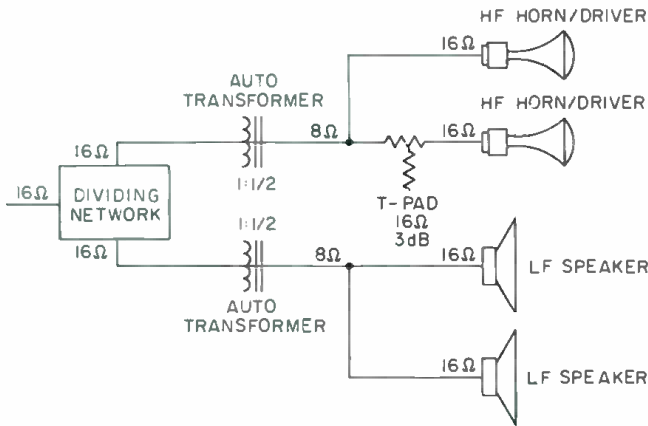 HF HORN/DRIVER
16Ω
AUTO
TRANSFORMER
HF HORN/DRIVER
8Ω
16Ω
16Ω
1:1/2
T-PAD
16Ω
3dB
16Ω
DIVIDING
NETWORK
1:1/2
16Ω
8Ω
16Ω
LF SPEAKER
AUTO
TRANSFORMER
16Ω
LF SPEAKER